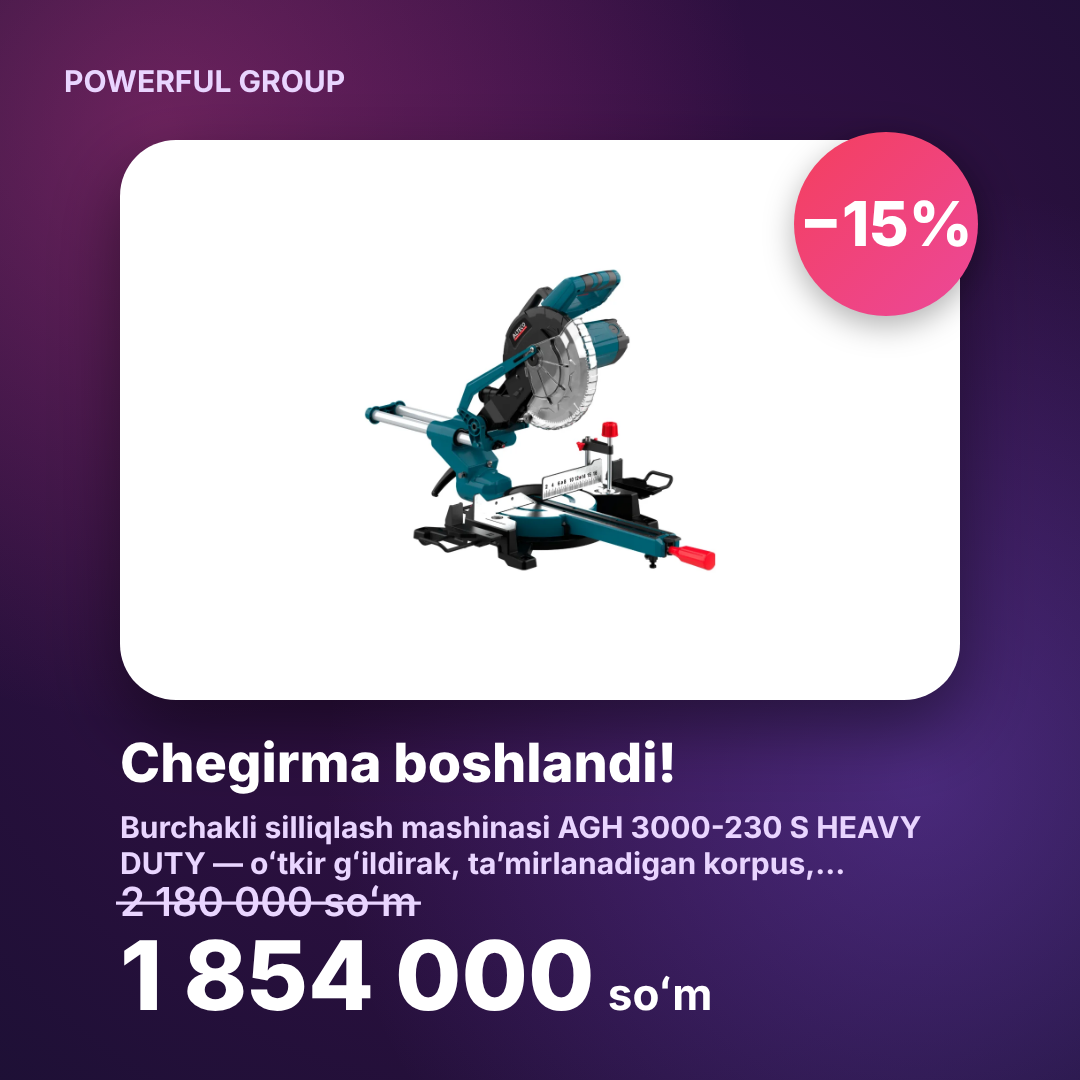 POWERFUL GROUP
−15%
ALTECO
Chegirma boshlandi!
Burchakli silliqlash mashinasi AGH 3000-230 S HEAVY
DUTY — oʻtkir gʻildirak, taʼmirlanadigan korpus,…
2 180 000 soʻm
1 854 000 soʻm